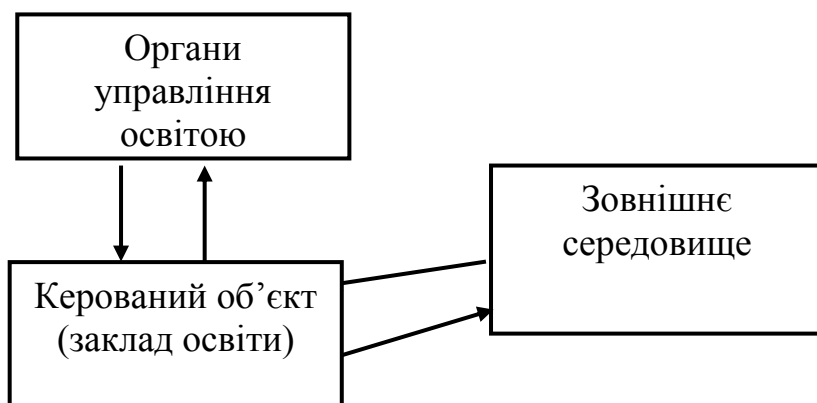 Органи
управління
освітою
Зовнішнє
середовище
Керований об’єкт
(заклад освіти)